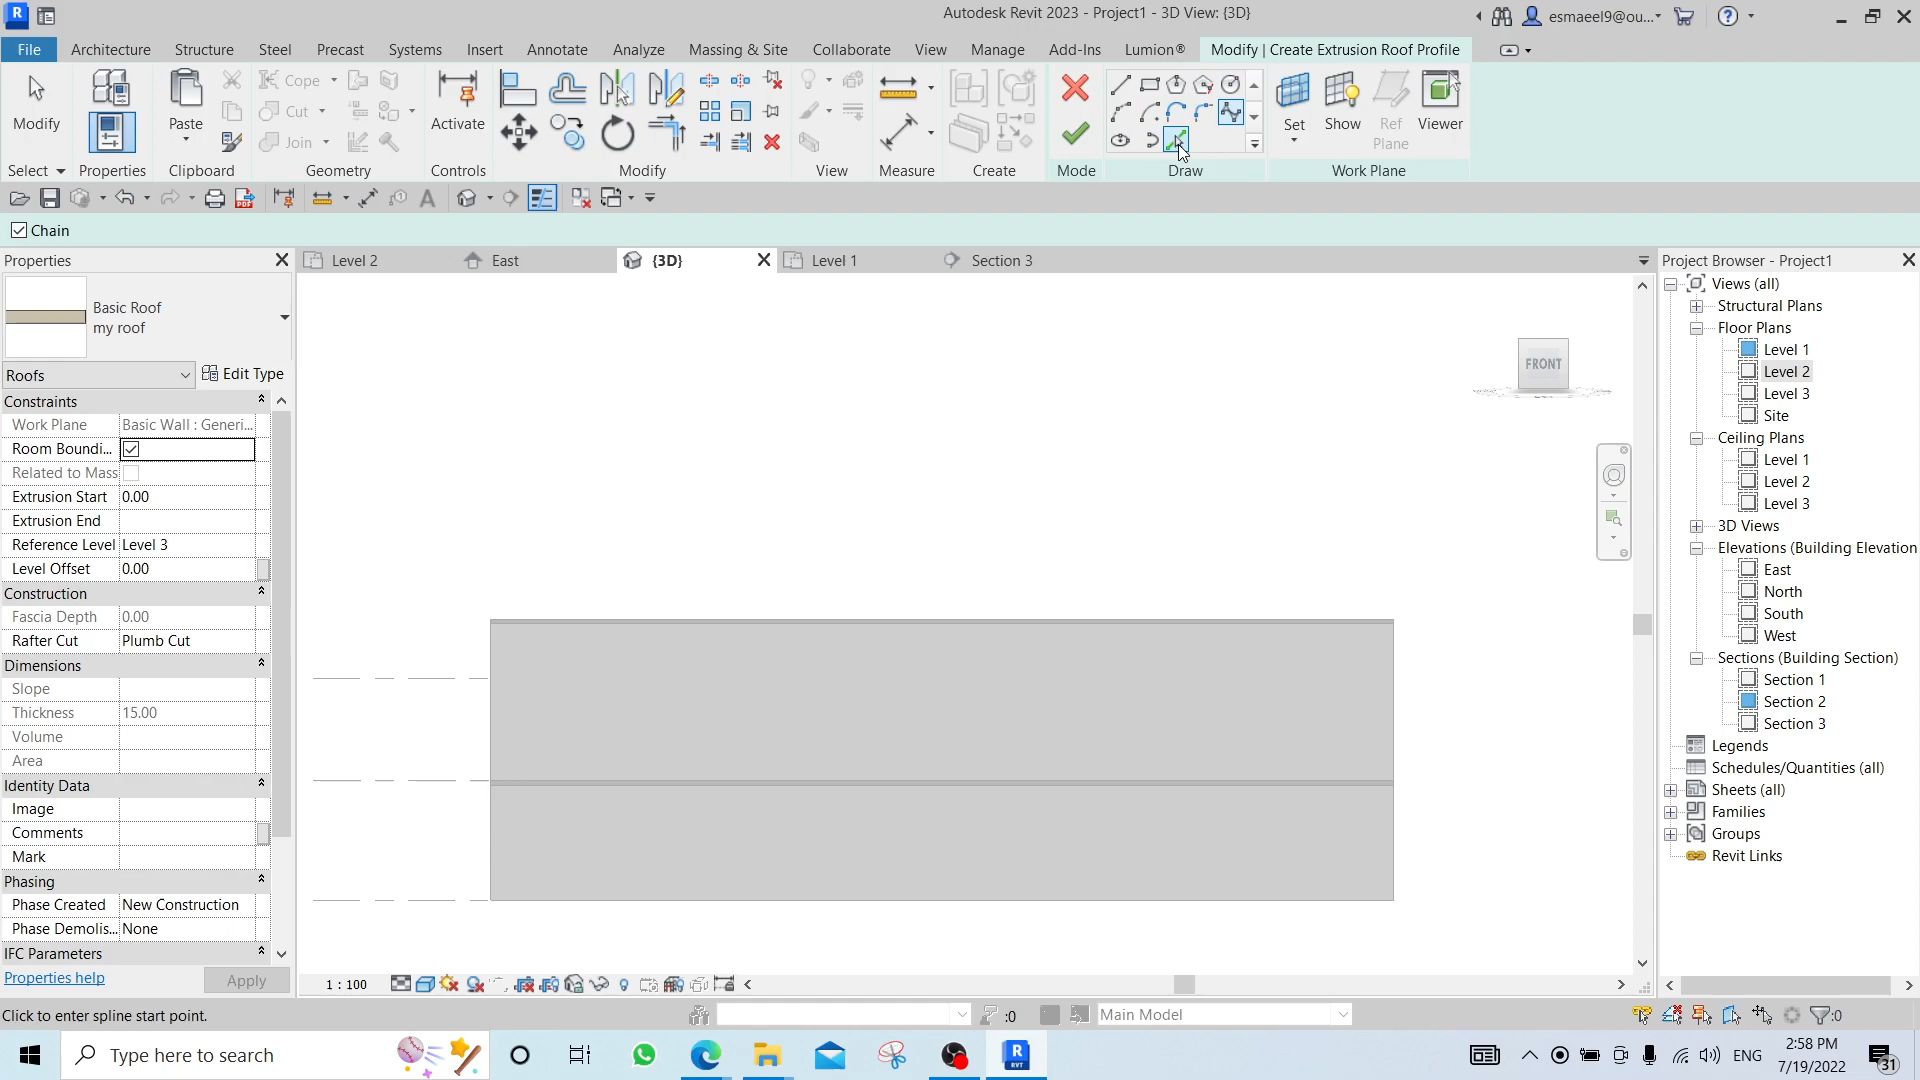 Autodesk Revit 2023 - Project1 - 3D View: {3D}
esmaeel9@ou...
File Architecture Structure Steel Precast Systems Insert Annotate Analyze Massing & Site Collaborate View Manage Add-Ins Lumion® Modify | Create Extrusion Roof Profile
Modify
Paste
Cope
Cut
Join
Activate
Set
Show
Ref
Plane
Viewer
Select Properties Clipboard Geometry Controls Modify View Measure Create Mode Draw Work Plane
Chain
Properties
Level 2
East
{3D}
Level 1
Section 3
Project Browser - Project1
Basic Roof
my roof
Roofs
Edit Type
Constraints
Work Plane Basic Wall : Generi...
Room Boundi...
Related to Mass
Extrusion Start 0.00
Extrusion End
Reference Level Level 3
Level Offset 0.00
Construction
Fascia Depth 0.00
Rafter Cut Plumb Cut
Dimensions
Slope
Thickness 15.00
Volume
Area
Identity Data
Image
Comments
Mark
Phasing
Phase Created New Construction
Phase Demolis... None
IFC Parameters
Properties help
Apply
FRONT
Views (all)
Structural Plans
Floor Plans
Level 1
Level 2
Level 3
Site
Ceiling Plans
Level 1
Level 2
Level 3
3D Views
Elevations (Building Elevation
East
North
South
West
Sections (Building Section)
Section 1
Section 2
Section 3
Legends
Schedules/Quantities (all)
Sheets (all)
Families
Groups
Revit Links
1 : 100
Click to enter spline start point.
:0
Main Model
:0
Type here to search
ENG
2:58 PM
7/19/2022
31